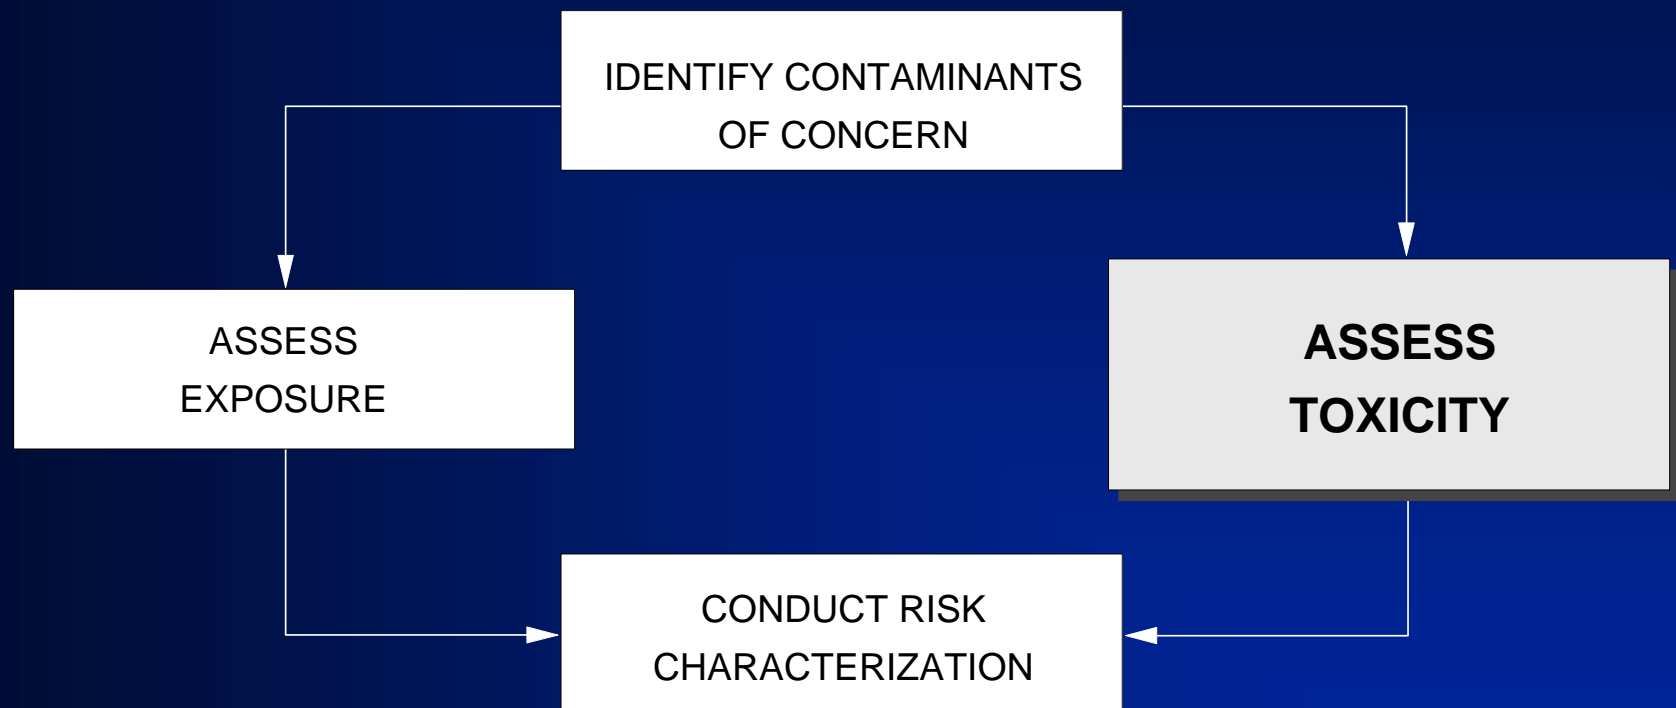 IDENTIFY CONTAMINANTS
OF CONCERN
ASSESS
EXPOSURE
ASSESS
TOXICITY
CONDUCT RISK
CHARACTERIZATION